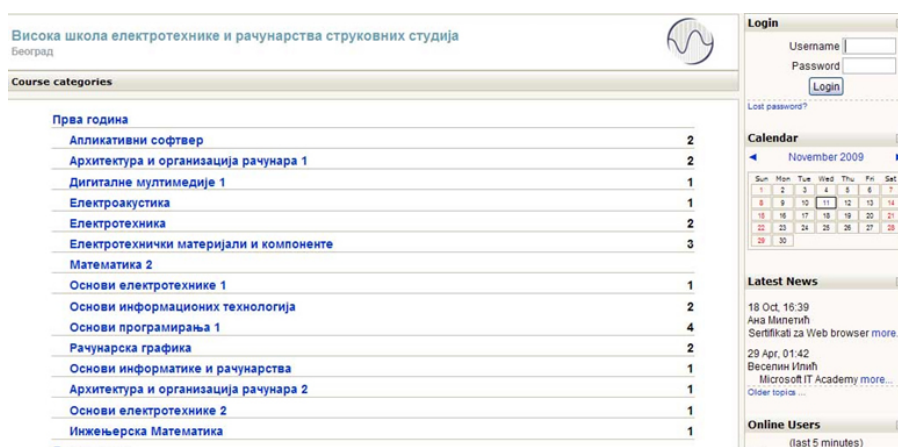 Висока школа електротехнике и рачунарства струковних студија
Београд
Course categories
Прва година
Апликативни софтвер 2
Архитектура и организација рачунара 1 2
Дигиталне мултимедије 1 1
Електроакустика 1
Електротехника 2
Електротехнички материјали и компоненте 3
Математика 2
Основи електротехнике 1 1
Основи информационих технологија 2
Основи програмирања 1 4
Рачунарска графика 2
Основи информатике и рачунарства 1
Архитектура и организација рачунара 2 1
Основи електротехнике 2 1
Инжењерска Математика 1
Login
Username
Password
Login
Lost password?
Calendar
November 2009
Sun Mon Tue Wed Thu Fri Sat
1 2 3 4 5 6 7
8 9 10 11 12 13 14
15 16 17 18 19 20 21
22 23 24 25 26 27 28
29 30
Latest News
18 Oct, 16:39
Ана Милетић
Sertifikati za Web browser more...
29 Apr, 01:42
Веселин Илић
Microsoft IT Academy more...
Older topics ...
Online Users
(last 5 minutes)